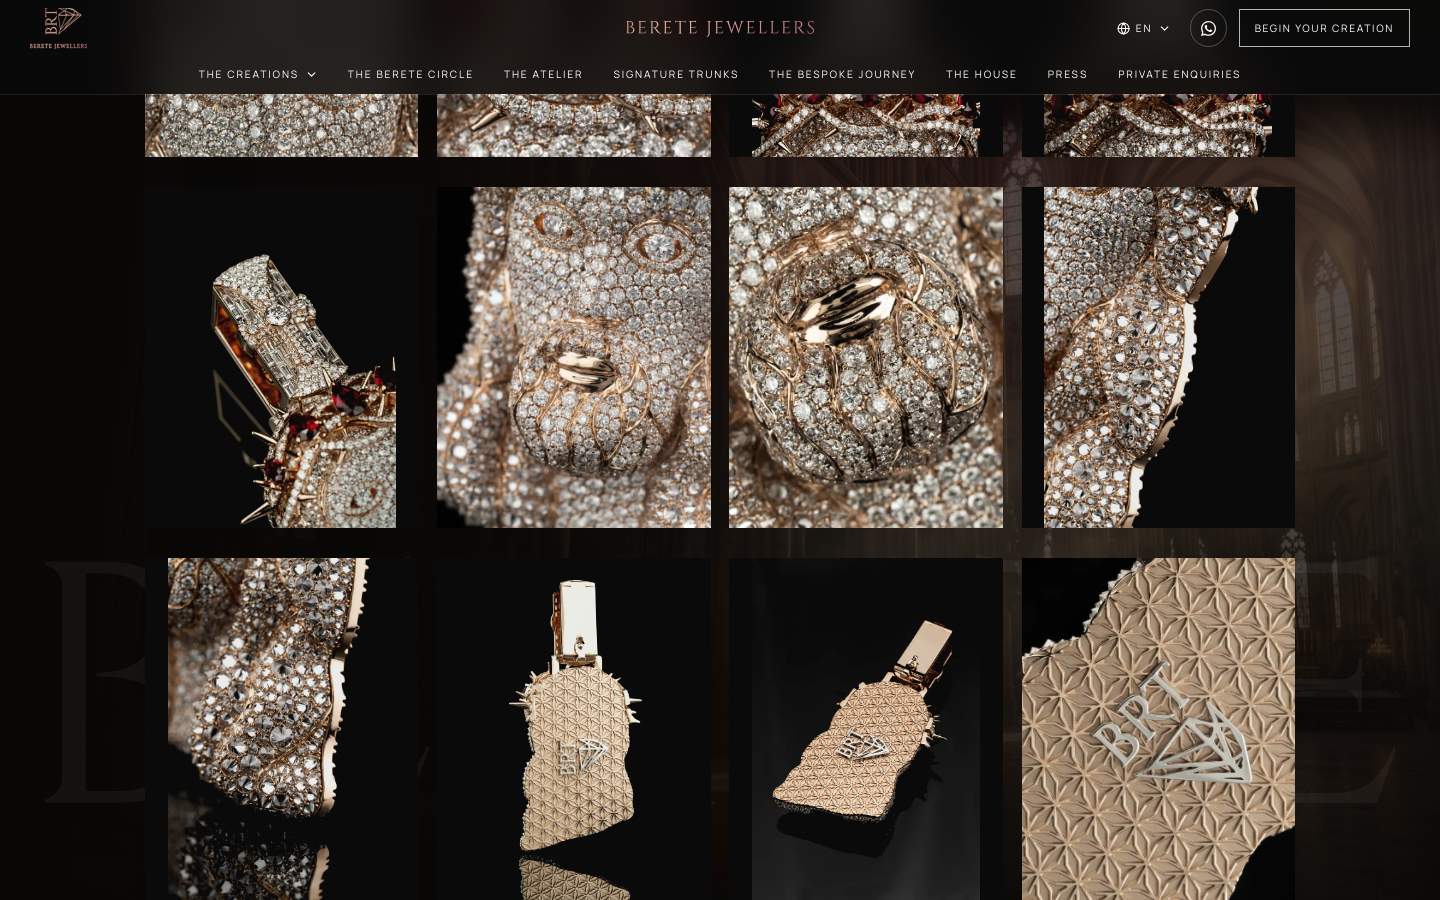 BRT
BERETE JEWELLERS
BERETE JEWELLERS
EN
BEGIN YOUR CREATION
THE CREATIONS
THE BERETE CIRCLE
THE ATELIER
SIGNATURE TRUNKS
THE BESPOKE JOURNEY
THE HOUSE
PRESS
PRIVATE ENQUIRIES
BRT
BRT
BRT